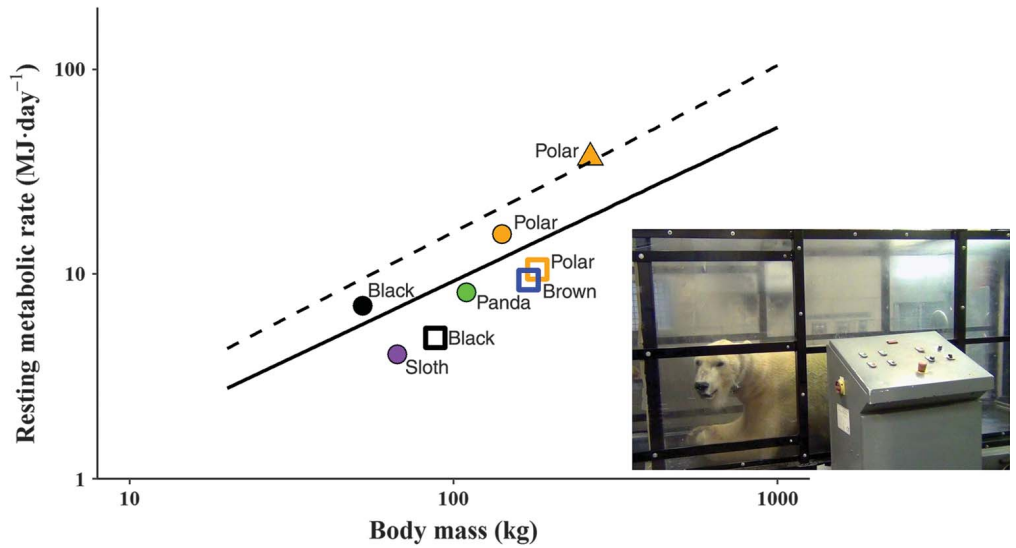 Resting metabolic rate (MJ·day⁻¹)
100
10
1
Polar
Polar
Polar
Black
Brown
Panda
Black
Sloth
10
100
1000
Body mass (kg)